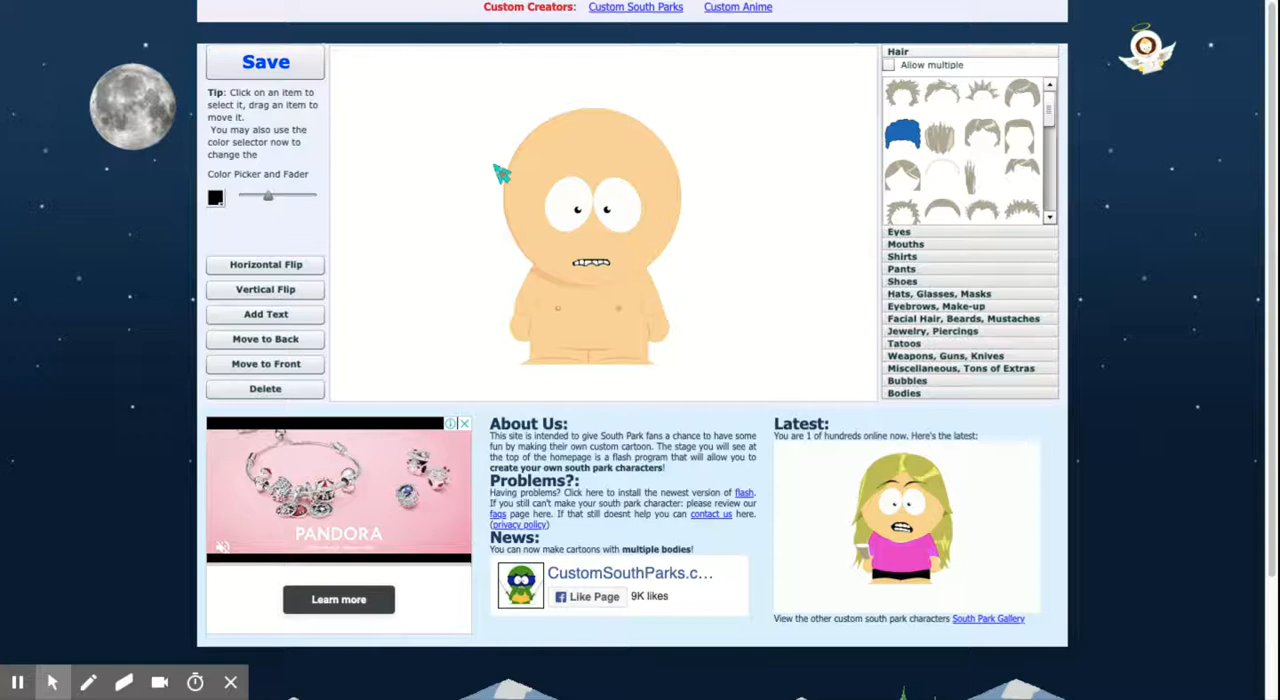 Custom Creators: Custom South Parks Custom Anime
Save
Tip: Click on an item to
select it, drag an item to
move it.
You may also use the
color selector now to
change the
Color Picker and Fader
Horizontal Flip
Vertical Flip
Add Text
Move to Back
Move to Front
Delete
Hair
Allow multiple
Eyes
Mouths
Shirts
Pants
Shoes
Hats, Glasses, Masks
Eyebrows, Make-up
Facial Hair, Beards, Mustaches
Jewelry, Piercings
Tatoos
Weapons, Guns, Knives
Miscellaneous, Tons of Extras
Bubbles
Bodies
PANDORA
Learn more
About Us:
This site is intended to give South Park fans a chance to have some
fun by making their own custom cartoon. The stage you will see at
the top of the homepage is a flash program that will allow you to
create your own south park characters!
Problems?:
Having problems? Click here to install the newest version of flash.
If you still can't make your south park character: please review our
faqs page here. If that still doesnt help you can contact us here.
(privacy policy)
News:
You can now make cartoons with multiple bodies!
CustomSouthParks.c...
Like Page 9K likes
Latest:
You are 1 of hundreds online now. Here's the latest:
View the other custom south park characters South Park Gallery